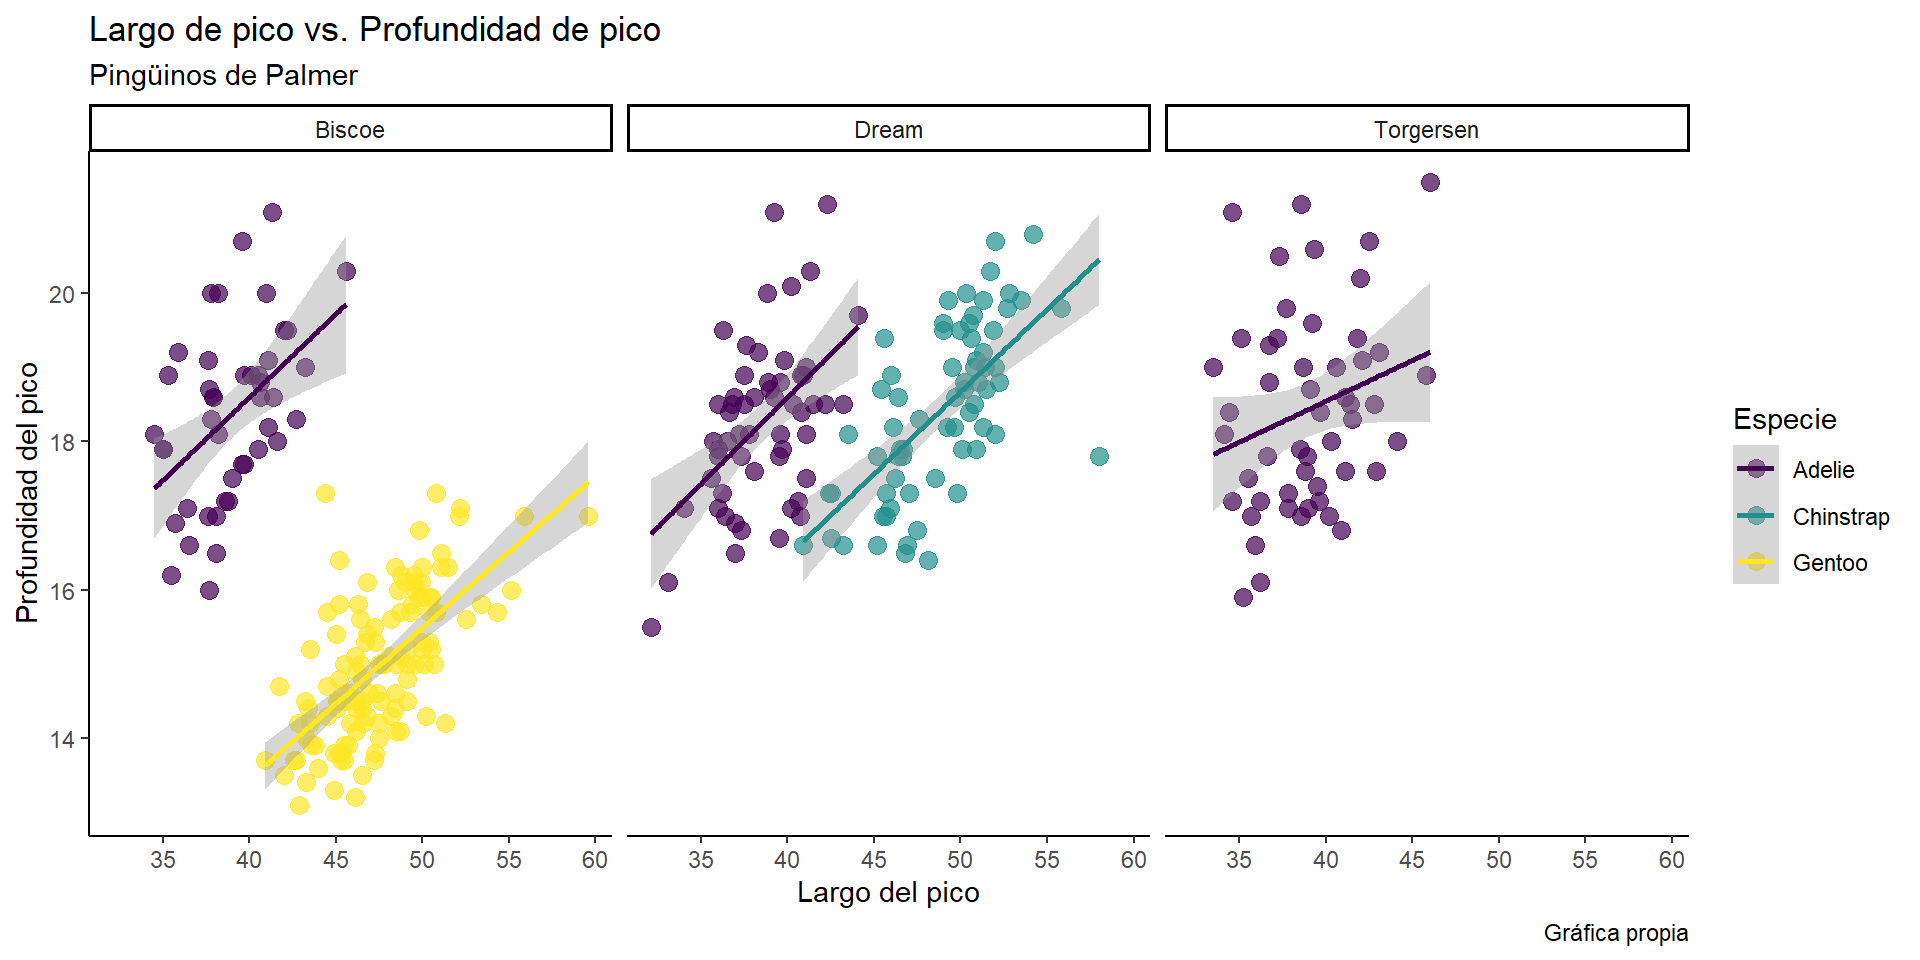 Largo de pico vs. Profundidad de pico
Pingüinos de Palmer
Biscoe
Dream
Torgersen
Profundidad del pico
20
18
16
14
35 40 45 50 55 60
35 40 45 50 55 60
35 40 45 50 55 60
Largo del pico
Especie
Adelie
Chinstrap
Gentoo
Gráfica propia